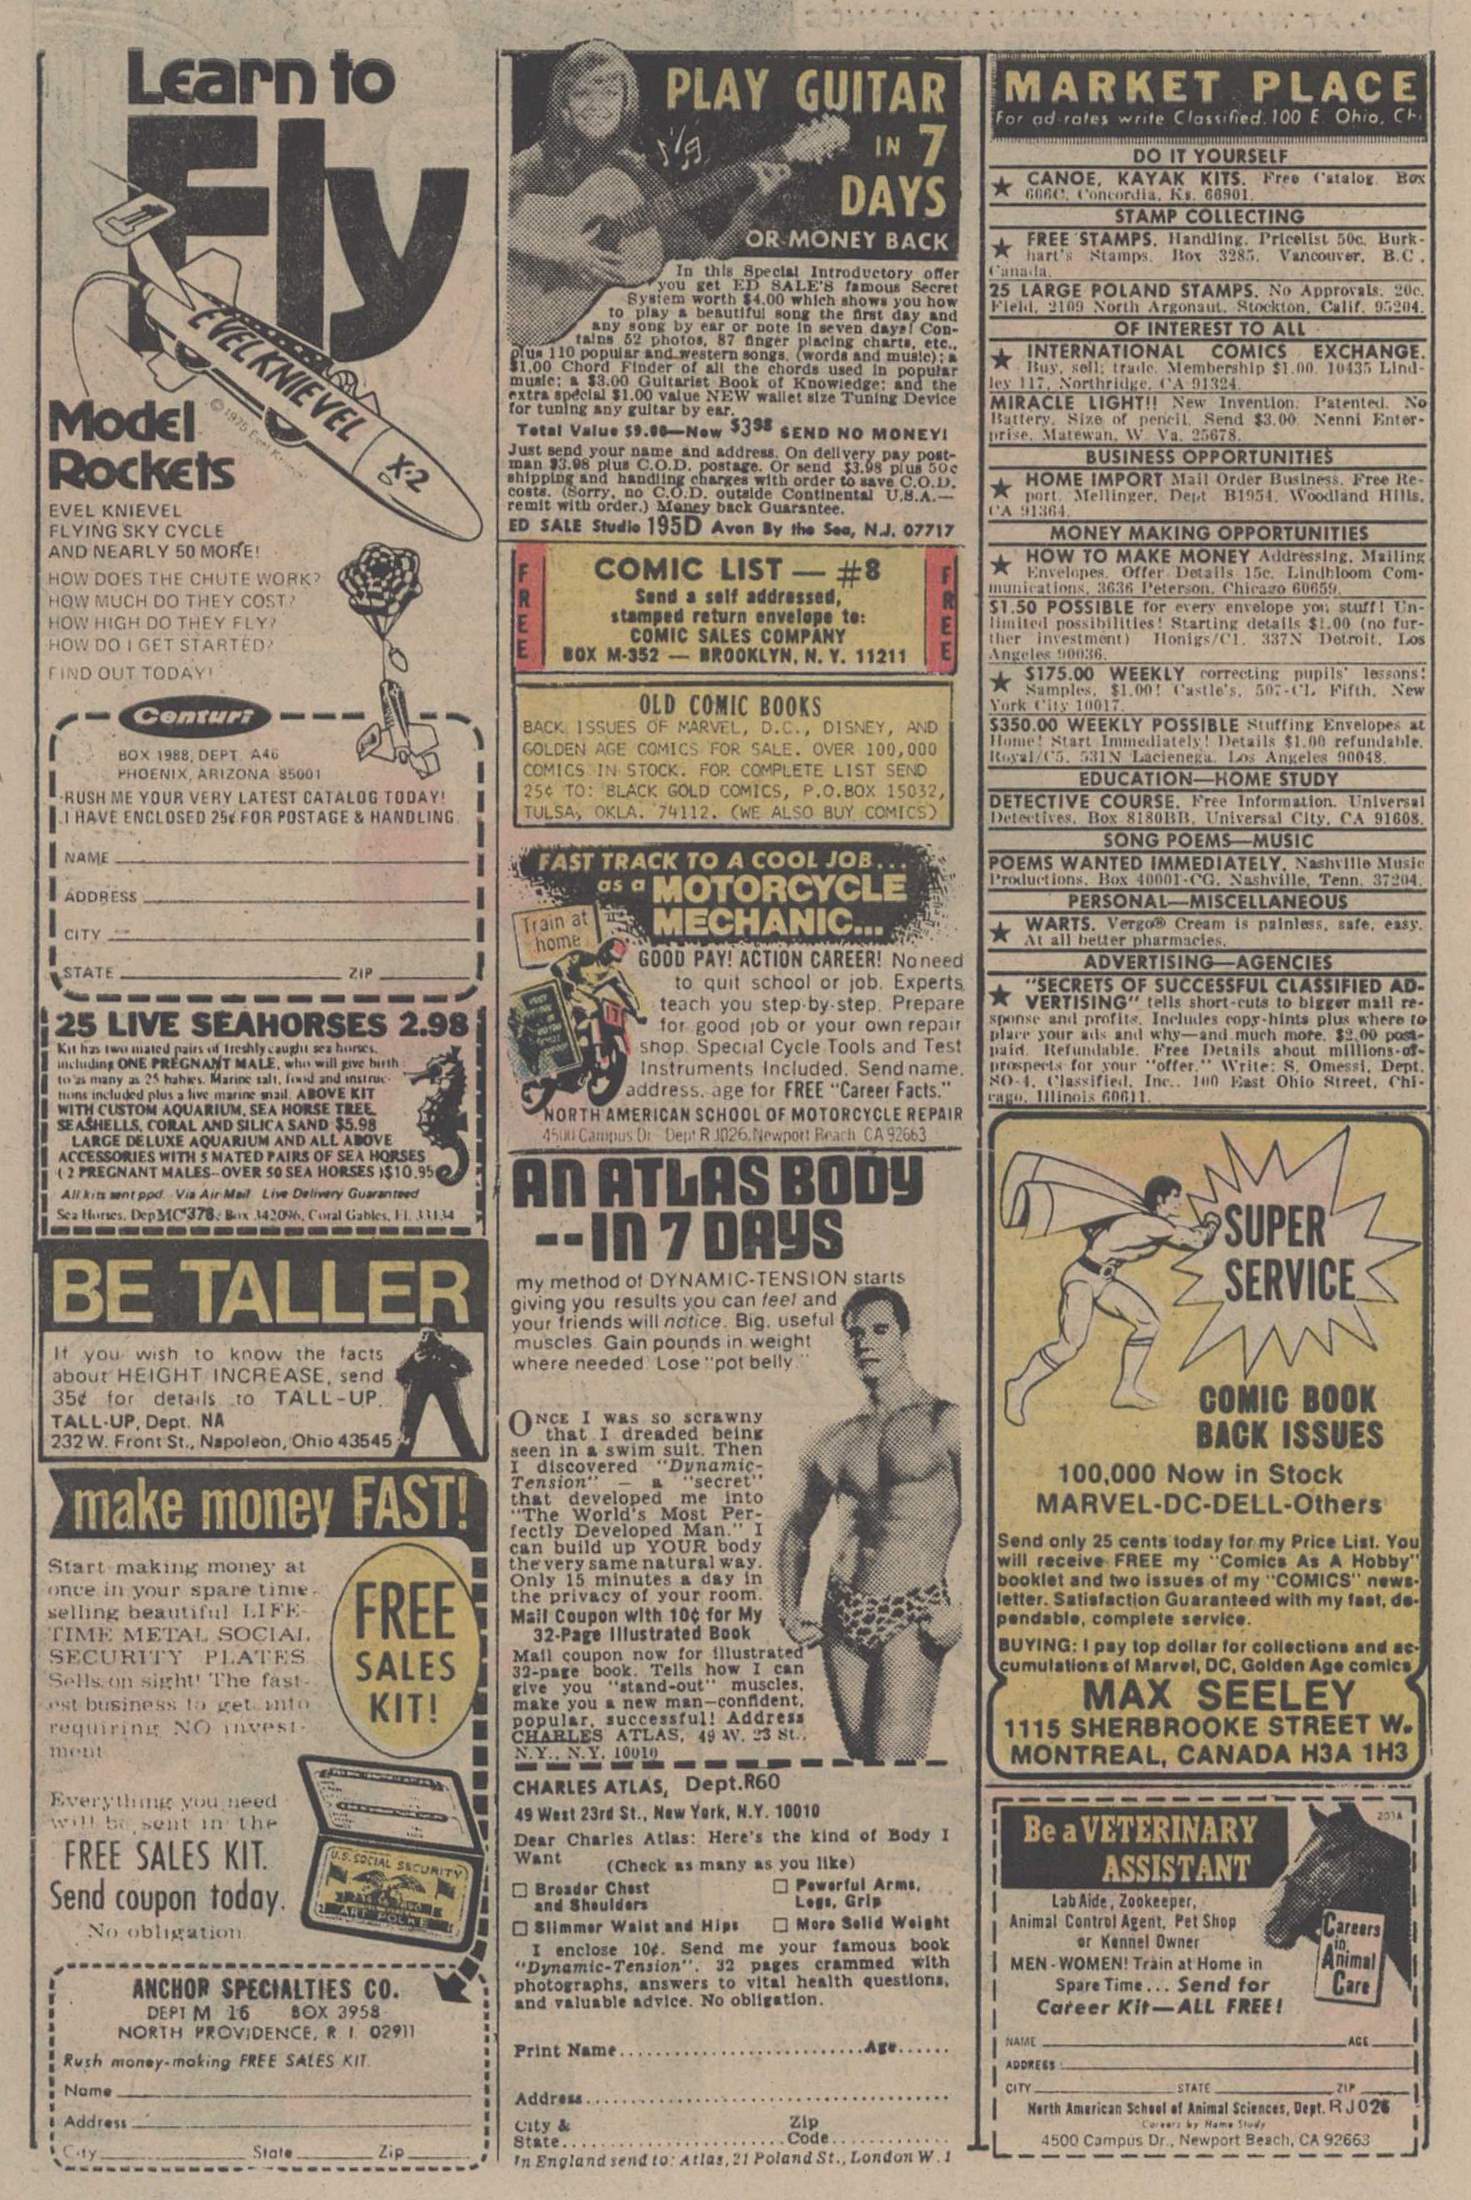 Learn to
Fly
EVEL KNIEVEL
X-2
© 1975 Evel Knievel
Model
Rockets
EVEL KNIEVEL
FLYING SKY CYCLE
AND NEARLY 50 MORE!
HOW DOES THE CHUTE WORK?
HOW MUCH DO THEY COST?
HOW HIGH DO THEY FLY?
HOW DO I GET STARTED?
FIND OUT TODAY!
Centuri
BOX 1988, DEPT. A46
PHOENIX, ARIZONA 85001
RUSH ME YOUR VERY LATEST CATALOG TODAY!
I HAVE ENCLOSED 25¢ FOR POSTAGE & HANDLING.
NAME
ADDRESS
CITY
STATE ZIP
25 LIVE SEAHORSES 2.98
Kit has two mated pairs of freshly caught sea horses,
including ONE PREGNANT MALE, who will give birth
to as many as 25 babies. Marine salt, food and instruc-
tions included plus a live marine snail. ABOVE KIT
WITH CUSTOM AQUARIUM, SEA HORSE TREE,
SEASHELLS, CORAL AND SILICA SAND $5.98
LARGE DELUXE AQUARIUM AND ALL ABOVE
ACCESSORIES WITH 5 MATED PAIRS OF SEA HORSES
( 2 PREGNANT MALES--OVER 50 SEA HORSES )$10.95
All kits sent ppd. Via Air Mail Live Delivery Guaranteed
Sea Horses, Dep MC 378, Box 342096, Coral Gables, Fl. 33134
BE TALLER
If you wish to know the facts
about HEIGHT INCREASE, send
35¢ for details to TALL-UP.
TALL-UP, Dept. NA
232 W. Front St., Napoleon, Ohio 43545
make money FAST!
Start making money at
once in your spare time
selling beautiful LIFE-
TIME METAL SOCIAL
SECURITY PLATES.
Sells on sight! The fast-
est business to get into
requiring NO invest-
ment.
FREE
SALES
KIT!
Everything you need
will be sent in the
FREE SALES KIT.
Send coupon today.
No obligation.
U.S. SOCIAL SECURITY
ANCHOR SPECIALTIES CO.
DEPT M 16 BOX 3958
NORTH PROVIDENCE, R. I. 02911
Rush money-making FREE SALES KIT.
Name
Address
City State Zip
PLAY GUITAR
IN 7
DAYS
OR MONEY BACK
In this Special Introductory offer
you get ED SALE'S famous Secret
System worth $4.00 which shows you how
to play a beautiful song the first day and
any song by ear or note in seven days! Con-
tains 52 photos, 87 finger placing charts, etc.,
plus 110 popular and western songs, (words and music); a
$1.00 Chord Finder of all the chords used in popular
music; a $3.00 Guitarist Book of Knowledge; and the
extra special $1.00 value NEW wallet size Tuning Device
for tuning any guitar by ear.
Total Value $9.00—Now $3.98 SEND NO MONEY!
Just send your name and address. On delivery pay post-
man $3.98 plus C.O.D. postage. Or send $3.98 plus 50c
shipping and handling charges with order to save C.O.D.
costs. (Sorry, no C.O.D. outside Continental U.S.A.—
remit with order.) Money back Guarantee.
ED SALE Studio 195D Avon By the Sea, N.J. 07717
FREE
COMIC LIST — #8
Send a self addressed,
stamped return envelope to:
COMIC SALES COMPANY
BOX M-352 — BROOKLYN, N. Y. 11211
FREE
OLD COMIC BOOKS
BACK ISSUES OF MARVEL, D.C., DISNEY, AND
GOLDEN AGE COMICS FOR SALE. OVER 100,000
COMICS IN STOCK. FOR COMPLETE LIST SEND
25¢ TO: BLACK GOLD COMICS, P.O.BOX 15032,
TULSA, OKLA. 74112. (WE ALSO BUY COMICS)
FAST TRACK TO A COOL JOB...
as a MOTORCYCLE
MECHANIC...
Train at
home
GOOD PAY! ACTION CAREER! No need
to quit school or job. Experts
teach you step-by-step. Prepare
for good job or your own repair
shop. Special Cycle Tools and Test
Instruments Included. Send name,
address, age for FREE "Career Facts."
NORTH AMERICAN SCHOOL OF MOTORCYCLE REPAIR
4500 Campus Dr. Dept RJ026, Newport Beach CA 92663
AN ATLAS BODY
--IN 7 DAYS
my method of DYNAMIC-TENSION starts
giving you results you can feel and
your friends will notice. Big, useful
muscles. Gain pounds in weight
where needed. Lose "pot belly."
ONCE I was so scrawny
that I dreaded being
seen in a swim suit. Then
I discovered "Dynamic-
Tension" — a "secret"
that developed me into
"The World's Most Per-
fectly Developed Man." I
can build up YOUR body
the very same natural way.
Only 15 minutes a day in
the privacy of your room.
Mail Coupon with 10¢ for My
32-Page Illustrated Book
Mail coupon now for illustrated
32-page book. Tells how I can
give you "stand-out" muscles,
make you a new man—confident,
popular, successful! Address
CHARLES ATLAS, 49 W. 23 St.,
N.Y., N.Y. 10010
CHARLES ATLAS, Dept. R60
49 West 23rd St., New York, N.Y. 10010
Dear Charles Atlas: Here's the kind of Body I
Want (Check as many as you like)
☐ Broader Chest and Shoulders
☐ Powerful Arms, Legs, Grip
☐ Slimmer Waist and Hips ☐ More Solid Weight
I enclose 10¢. Send me your famous book
"Dynamic-Tension". 32 pages crammed with
photographs, answers to vital health questions,
and valuable advice. No obligation.
Print Name Age
Address
City & State Zip Code
In England send to: Atlas, 21 Poland St., London W. 1
MARKET PLACE
For ad rates write Classified, 100 E. Ohio, Ch.
DO IT YOURSELF
★ CANOE, KAYAK KITS. Free Catalog. Box
606C, Concordia, Ks. 66901.
STAMP COLLECTING
★ FREE STAMPS. Handling, Pricelist 50c. Burk-
hart's Stamps, Box 3285, Vancouver, B.C.,
Canada.
25 LARGE POLAND STAMPS. No Approvals. 20c.
Field, 2109 North Argonaut, Stockton, Calif. 95204.
OF INTEREST TO ALL
★ INTERNATIONAL COMICS EXCHANGE.
Buy, sell; trade. Membership $1.00. 10435 Lind-
ley 117, Northridge, CA 91324.
MIRACLE LIGHT!! New Invention. Patented. No
Battery. Size of pencil. Send $3.00. Nenni Enter-
prise, Matewan, W. Va. 25678.
BUSINESS OPPORTUNITIES
★ HOME IMPORT Mail Order Business. Free Re-
port. Mellinger, Dept B1954, Woodland Hills,
CA 91364.
MONEY MAKING OPPORTUNITIES
★ HOW TO MAKE MONEY Addressing, Mailing
Envelopes. Offer Details 15c. Lindbloom Com-
munications, 3636 Peterson, Chicago 60659.
$1.50 POSSIBLE for every envelope you stuff! Un-
limited possibilities! Starting details $1.00 (no fur-
ther investment) Honigs/C1, 337N Detroit, Los
Angeles 90036.
★ $175.00 WEEKLY correcting pupils' lessons!
Samples, $1.00! Castle's, 507-CL Fifth, New
York City 10017.
$350.00 WEEKLY POSSIBLE Stuffing Envelopes at
Home! Start Immediately! Details $1.00 refundable.
Royal/C5, 531N Lacienega, Los Angeles 90048.
EDUCATION—HOME STUDY
DETECTIVE COURSE. Free Information. Universal
Detectives, Box 8180BB, Universal City, CA 91608.
SONG POEMS—MUSIC
POEMS WANTED IMMEDIATELY. Nashville Music
Productions, Box 40001-CG, Nashville, Tenn. 37204.
PERSONAL—MISCELLANEOUS
★ WARTS. Vergo® Cream is painless, safe, easy.
At all better pharmacies.
ADVERTISING—AGENCIES
★ "SECRETS OF SUCCESSFUL CLASSIFIED AD-
VERTISING" tells short-cuts to bigger mail re-
sponse and profits. Includes copy-hints plus where to
place your ads and why—and much more. $2.00 post-
paid. Refundable. Free Details about millions-of-
prospects for your "offer." Write: S. Omessi, Dept.
SO-4, Classified, Inc., 100 East Ohio Street, Chi-
cago, Illinois 60611.
SUPER
SERVICE
COMIC BOOK
BACK ISSUES
100,000 Now in Stock
MARVEL-DC-DELL-Others
Send only 25 cents today for my Price List. You
will receive FREE my "Comics As A Hobby"
booklet and two issues of my "COMICS" news-
letter. Satisfaction Guaranteed with my fast, de-
pendable, complete service.
BUYING: I pay top dollar for collections and ac-
cumulations of Marvel, DC, Golden Age comics
MAX SEELEY
1115 SHERBROOKE STREET W.
MONTREAL, CANADA H3A 1H3
Be a VETERINARY
ASSISTANT
Lab Aide, Zookeeper,
Animal Control Agent, Pet Shop
or Kennel Owner
MEN-WOMEN! Train at Home in
Spare Time... Send for
Career Kit—ALL FREE!
Careers
in
Animal
Care
NAME AGE
ADDRESS
CITY STATE ZIP
North American School of Animal Sciences, Dept. RJ026
Careers by Home Study
4500 Campus Dr., Newport Beach, CA 92663